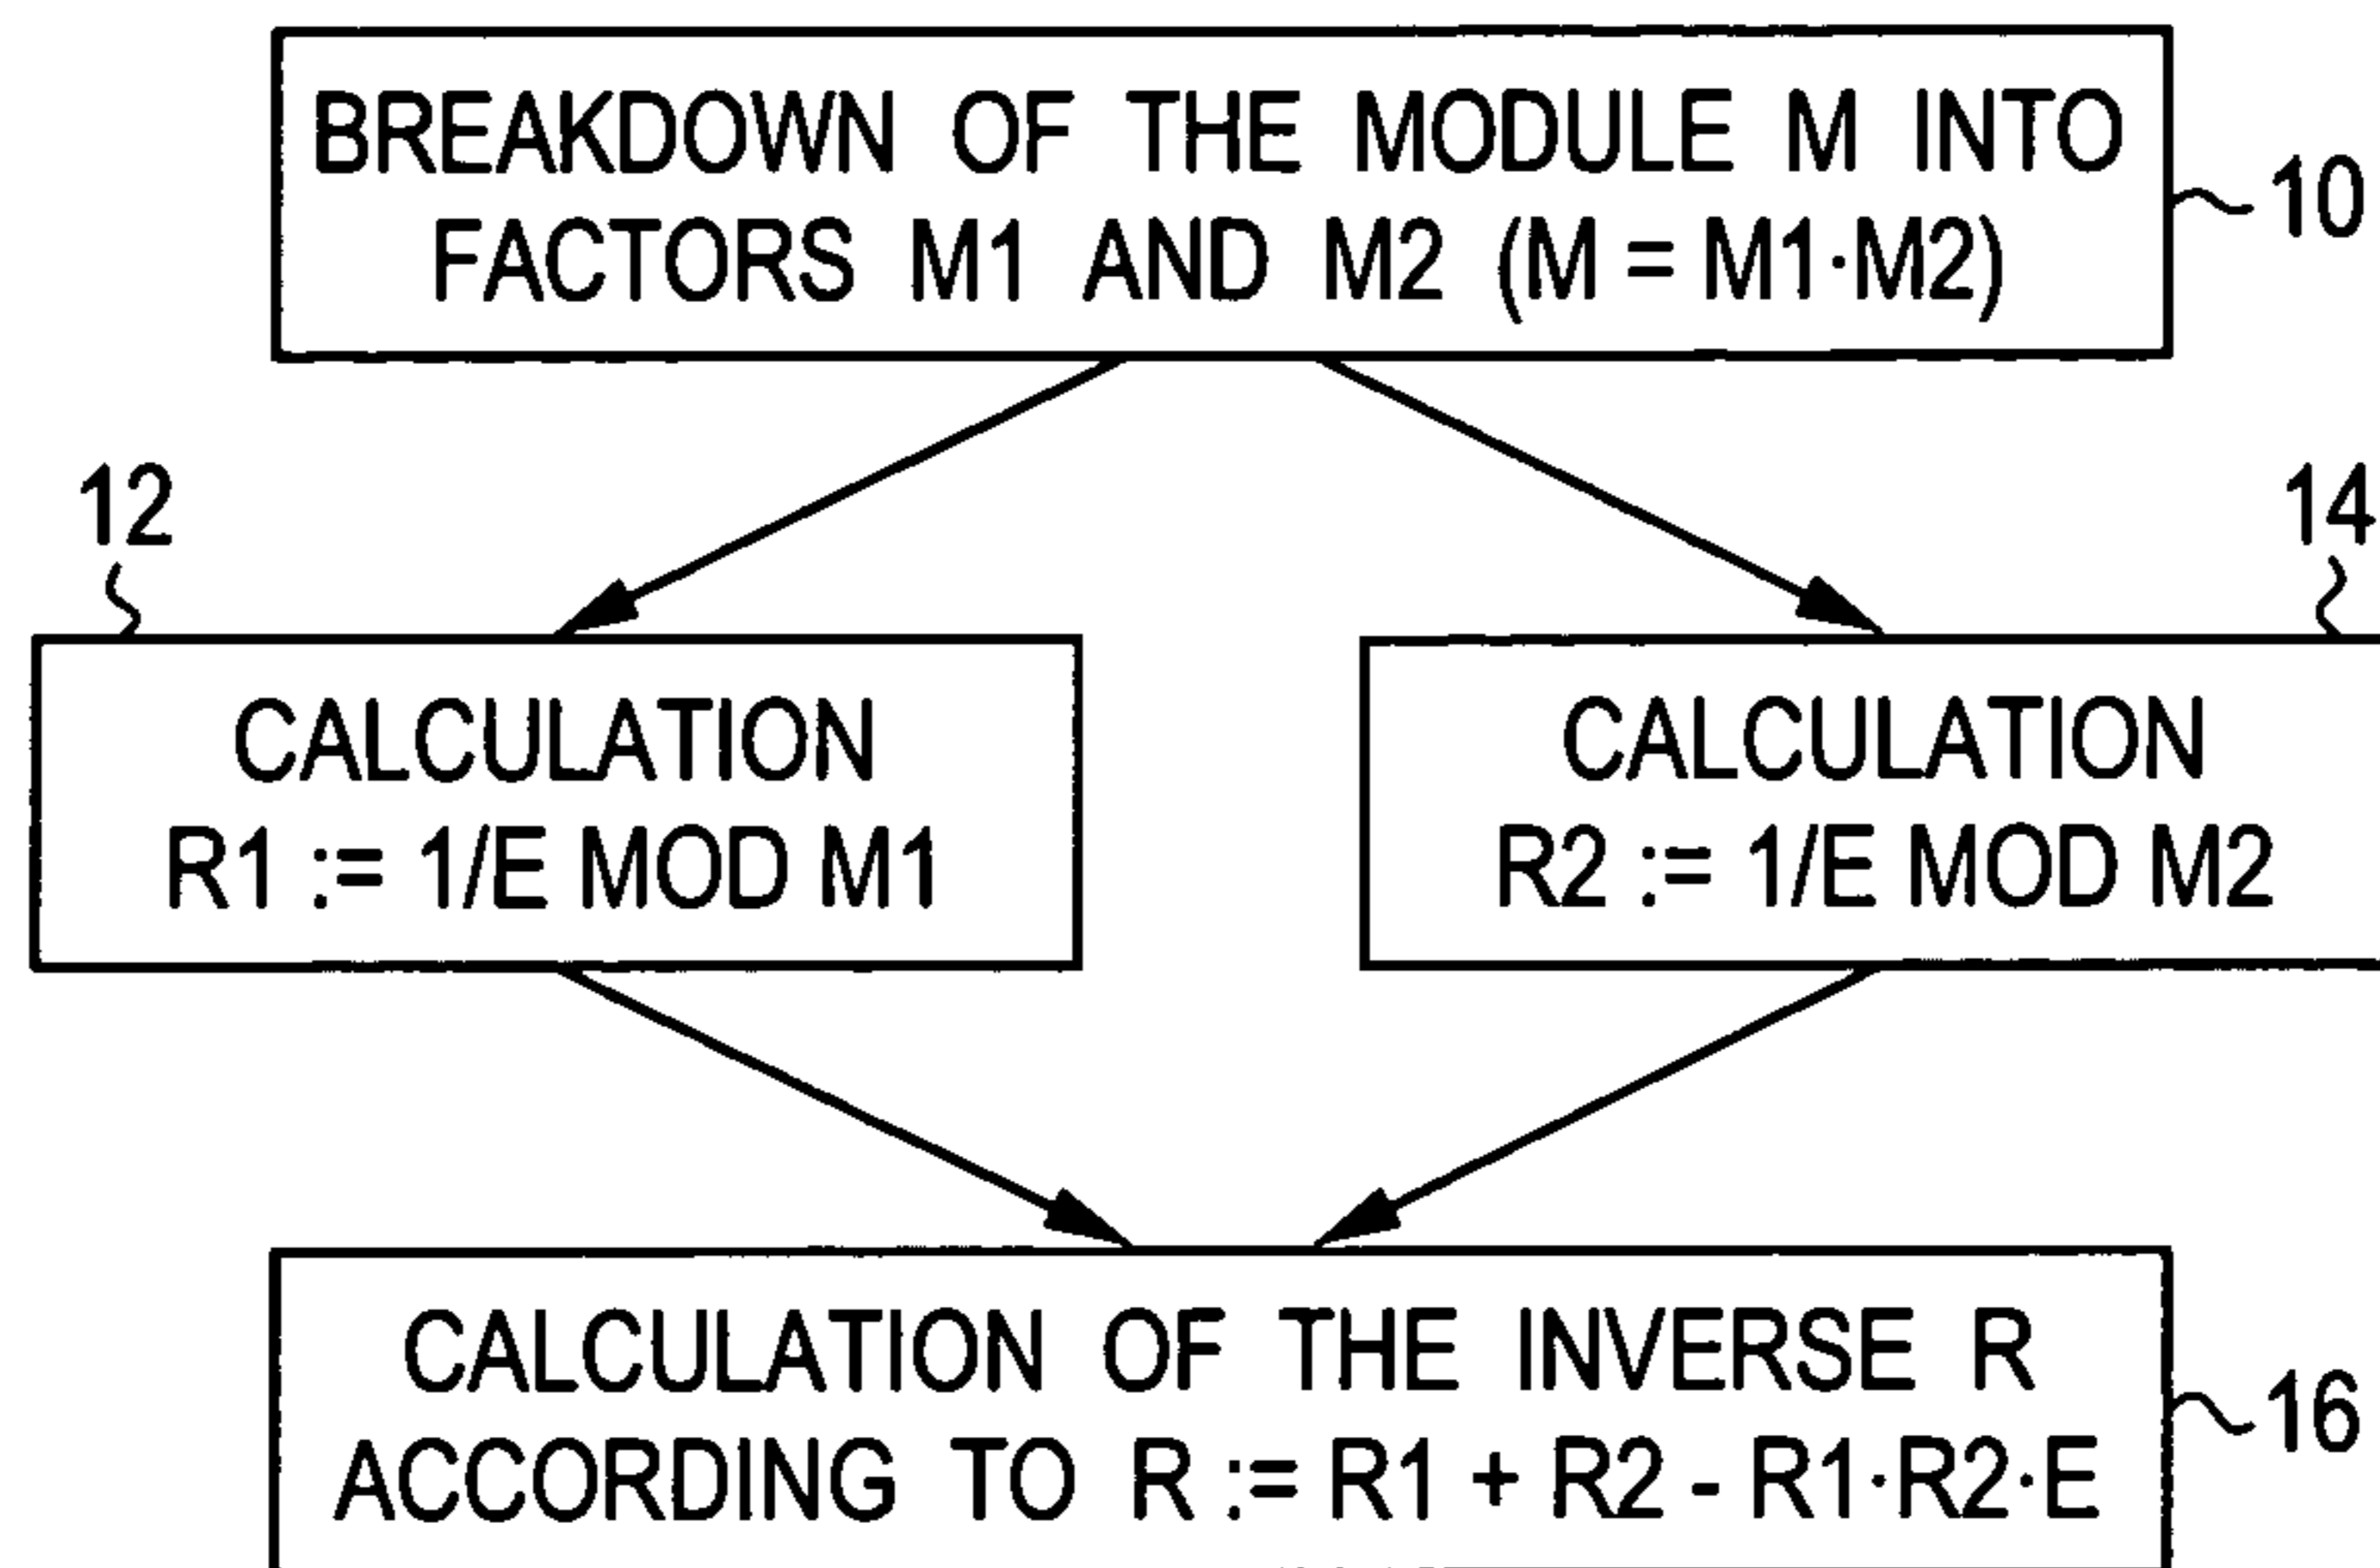 BREAKDOWN OF THE MODULE M INTO
FACTORS M1 AND M2 (M = M1·M2)
10
12
14
CALCULATION
R1 := 1/E MOD M1
CALCULATION
R2 := 1/E MOD M2
CALCULATION OF THE INVERSE R
ACCORDING TO R := R1 + R2 - R1·R2·E
16